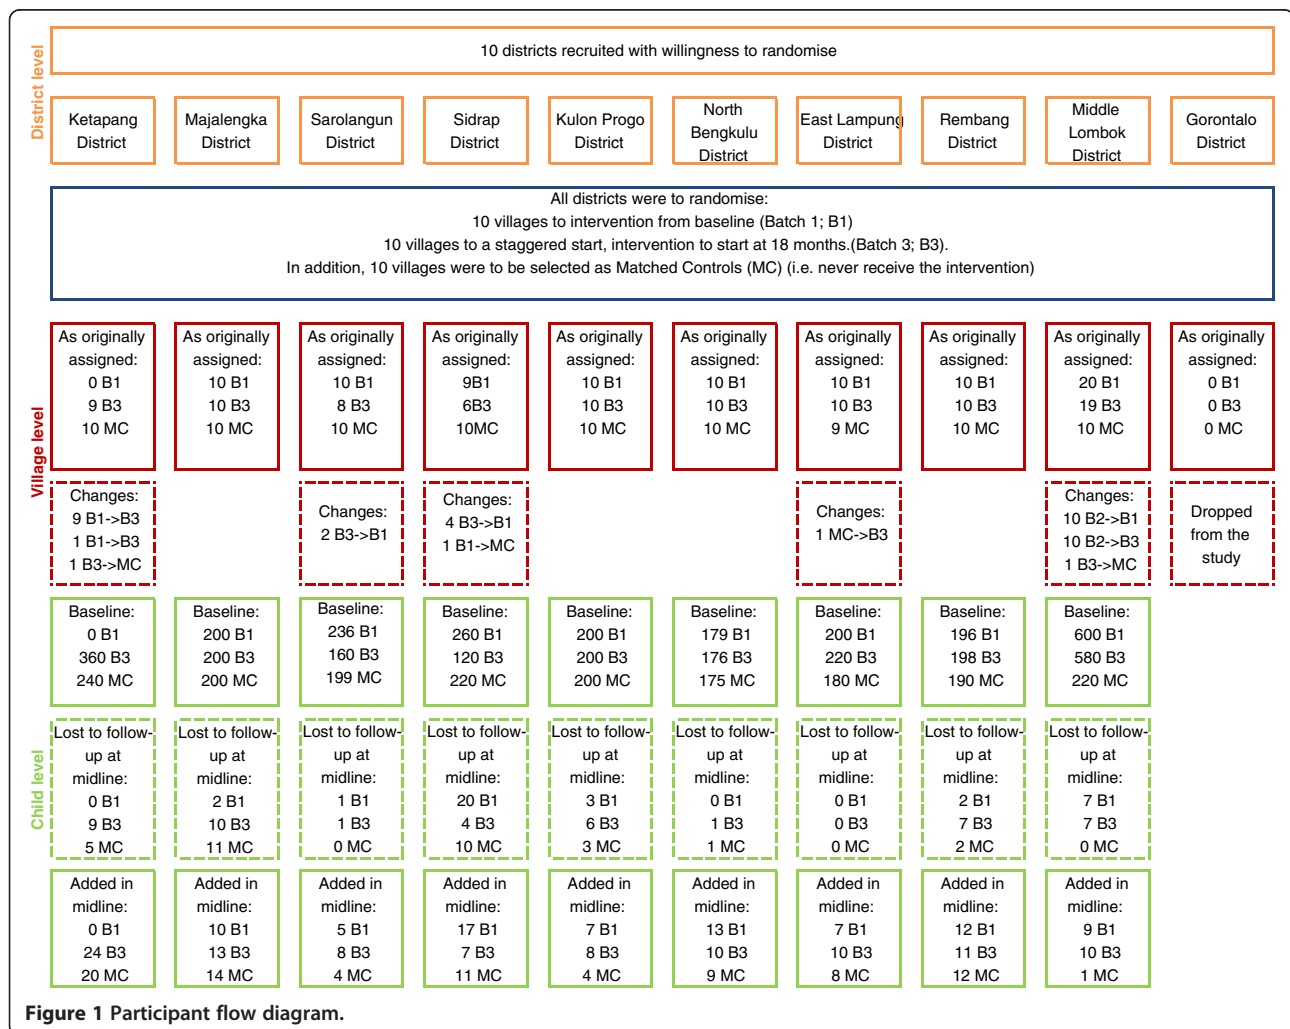 District level
10 districts recruited with willingness to randomise
Ketapang
District
Majalengka
District
Sarolangun
District
Sidrap
District
Kulon Progo
District
North
Bengkulu
District
East Lampung
District
Rembang
District
Middle
Lombok
District
Gorontalo
District
All districts were to randomise:
10 villages to intervention from baseline (Batch 1; B1)
10 villages to a staggered start, intervention to start at 18 months.(Batch 3; B3).
In addition, 10 villages were to be selected as Matched Controls (MC) (i.e. never receive the intervention)
Village level
As originally
assigned:
0 B1
9 B3
10 MC
As originally
assigned:
10 B1
10 B3
10 MC
As originally
assigned:
10 B1
8 B3
10 MC
As originally
assigned:
9B1
6B3
10MC
As originally
assigned:
10 B1
10 B3
10 MC
As originally
assigned:
10 B1
10 B3
10 MC
As originally
assigned:
10 B1
10 B3
9 MC
As originally
assigned:
10 B1
10 B3
10 MC
As originally
assigned:
20 B1
19 B3
10 MC
As originally
assigned:
0 B1
0 B3
0 MC
Changes:
9 B1->B3
1 B1->B3
1 B3->MC
Changes:
2 B3->B1
Changes:
4 B3->B1
1 B1->MC
Changes:
1 MC->B3
Changes:
10 B2->B1
10 B2->B3
1 B3->MC
Dropped
from the
study
Child level
Baseline:
0 B1
360 B3
240 MC
Baseline:
200 B1
200 B3
200 MC
Baseline:
236 B1
160 B3
199 MC
Baseline:
260 B1
120 B3
220 MC
Baseline:
200 B1
200 B3
200 MC
Baseline:
179 B1
176 B3
175 MC
Baseline:
200 B1
220 B3
180 MC
Baseline:
196 B1
198 B3
190 MC
Baseline:
600 B1
580 B3
220 MC
Lost to follow-
up at
midline:
0 B1
9 B3
5 MC
Lost to follow-
up at
midline:
2 B1
10 B3
11 MC
Lost to follow-
up at
midline:
1 B1
1 B3
0 MC
Lost to follow-
up at
midline:
20 B1
4 B3
10 MC
Lost to follow-
up at
midline:
3 B1
6 B3
3 MC
Lost to follow-
up at
midline:
0 B1
1 B3
1 MC
Lost to follow-
up at
midline:
0 B1
0 B3
0 MC
Lost to follow-
up at
midline:
2 B1
7 B3
2 MC
Lost to follow-
up at
midline:
7 B1
7 B3
0 MC
Added in
midline:
0 B1
24 B3
20 MC
Added in
midline:
10 B1
13 B3
14 MC
Added in
midline:
5 B1
8 B3
4 MC
Added in
midline:
17 B1
7 B3
11 MC
Added in
midline:
7 B1
8 B3
4 MC
Added in
midline:
13 B1
10 B3
9 MC
Added in
midline:
7 B1
10 B3
8 MC
Added in
midline:
12 B1
11 B3
12 MC
Added in
midline:
9 B1
10 B3
1 MC
Figure 1 Participant flow diagram.